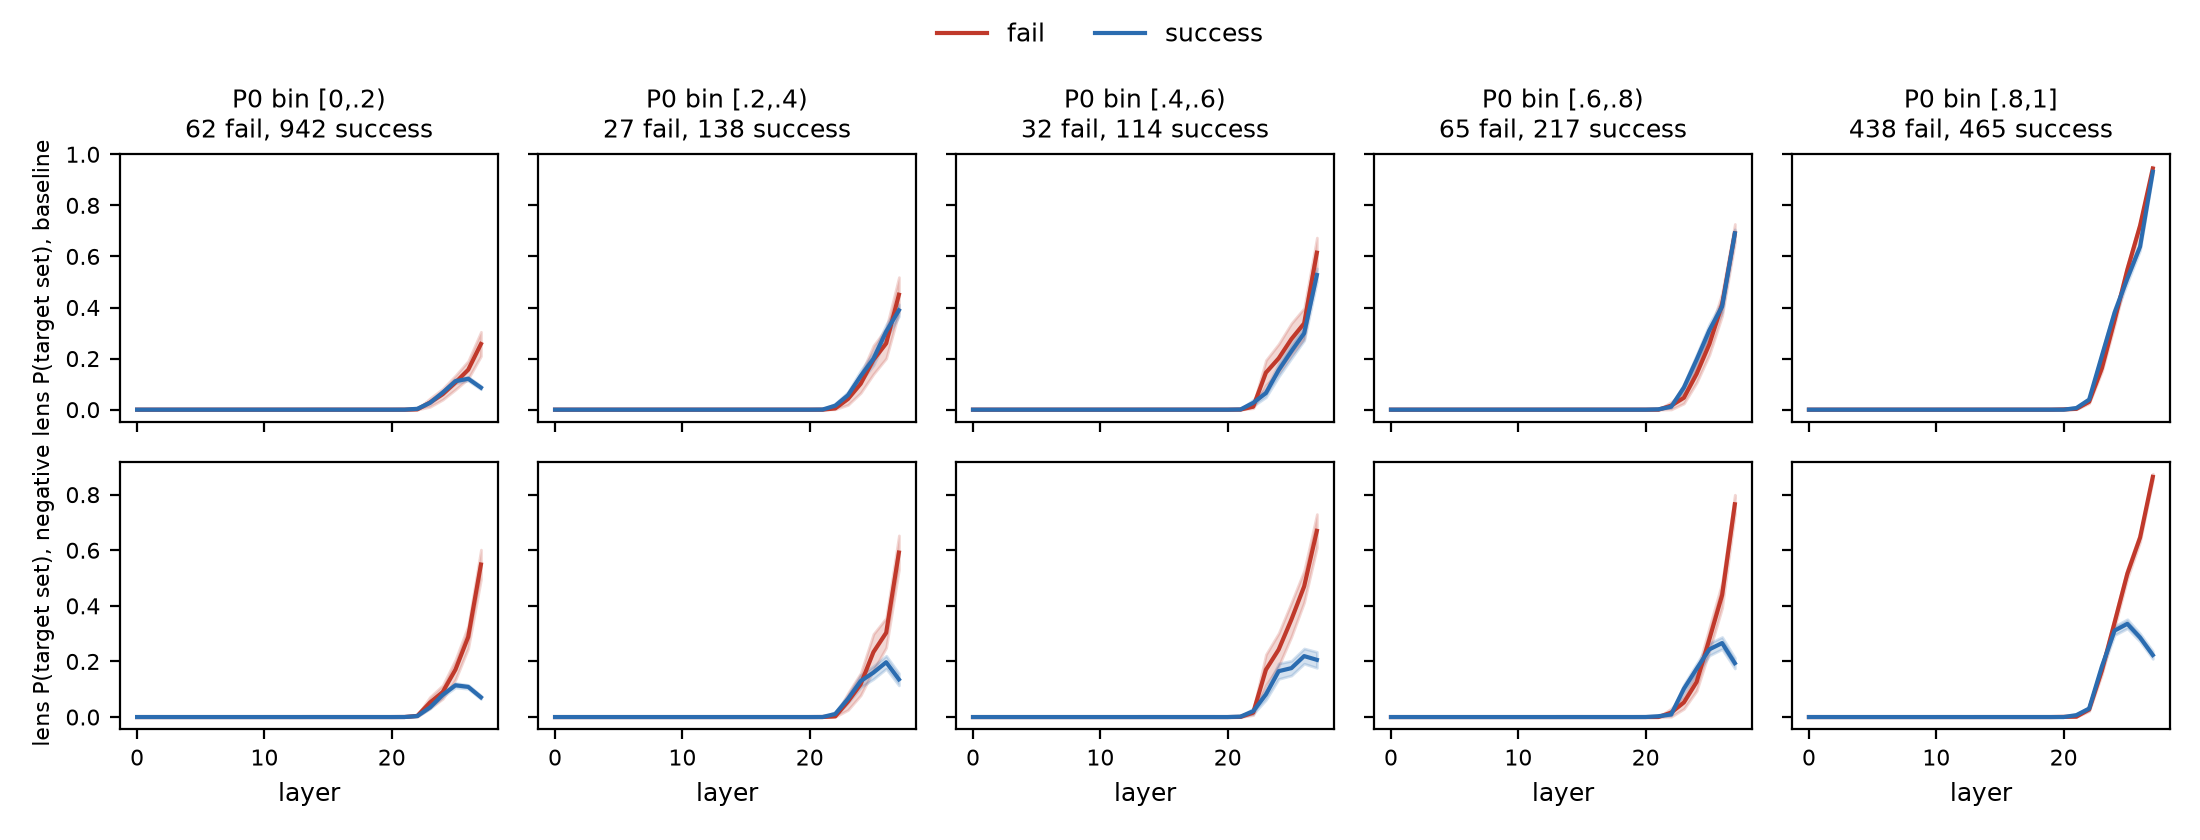 fail success
P0 bin [0,.2)
62 fail, 942 success
P0 bin [.2,.4)
27 fail, 138 success
P0 bin [.4,.6)
32 fail, 114 success
P0 bin [.6,.8)
65 fail, 217 success
P0 bin [.8,1]
438 fail, 465 success
lens P(target set), baseline
1.0
0.8
0.6
0.4
0.2
0.0
lens P(target set), negative
0.8
0.6
0.4
0.2
0.0
0 10 20
0 10 20
0 10 20
0 10 20
0 10 20
layer
layer
layer
layer
layer